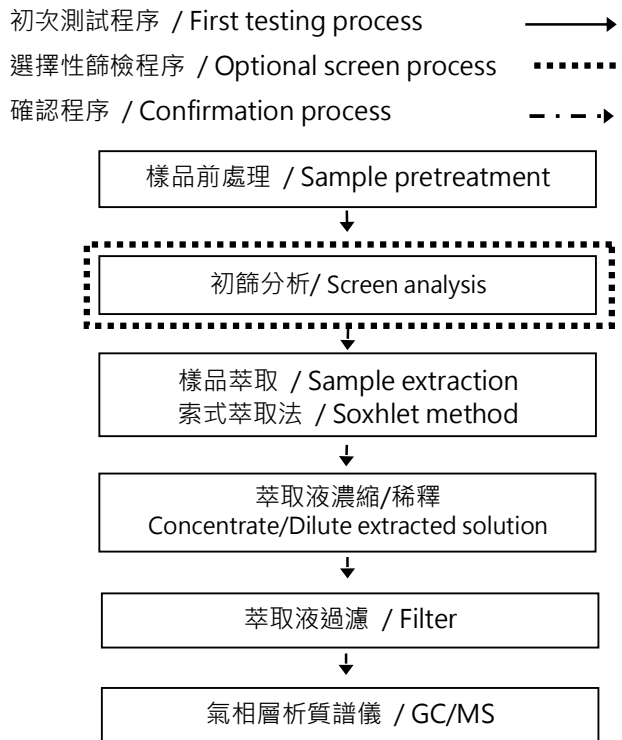 初次測試程序 / First testing process
選擇性篩檢程序 / Optional screen process
確認程序 / Confirmation process
樣品前處理 / Sample pretreatment
初篩分析/ Screen analysis
樣品萃取 / Sample extraction
索式萃取法 / Soxhlet method
萃取液濃縮/稀釋
Concentrate/Dilute extracted solution
萃取液過濾 / Filter
氣相層析質譜儀 / GC/MS